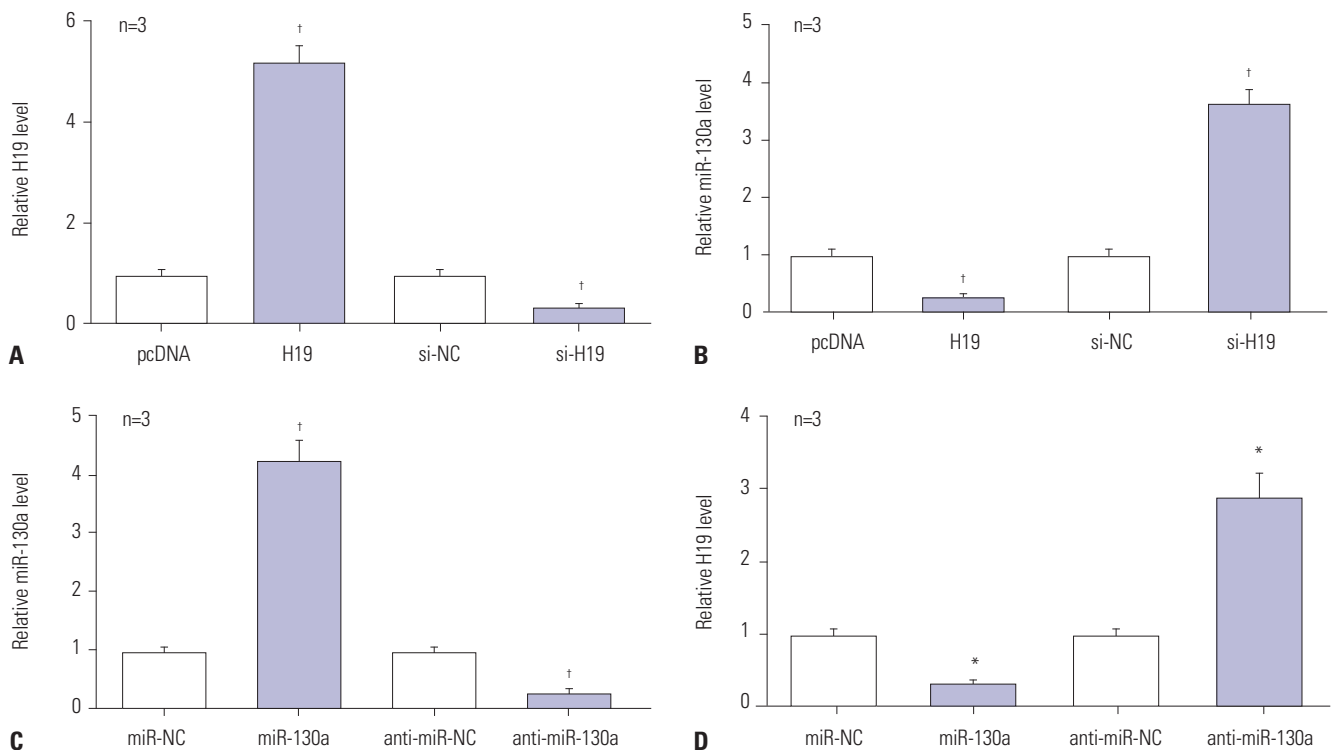 n=3
Relative H19 level
6
4
2
0
†
†
pcDNA H19 si-NC si-H19
A
n=3
Relative miR-130a level
5
4
3
2
1
0
†
†
pcDNA H19 si-NC si-H19
B
n=3
Relative miR-130a level
5
4
3
2
1
0
†
†
miR-NC miR-130a anti-miR-NC anti-miR-130a
C
n=3
Relative H19 level
4
3
2
1
0
*
*
miR-NC miR-130a anti-miR-NC anti-miR-130a
D